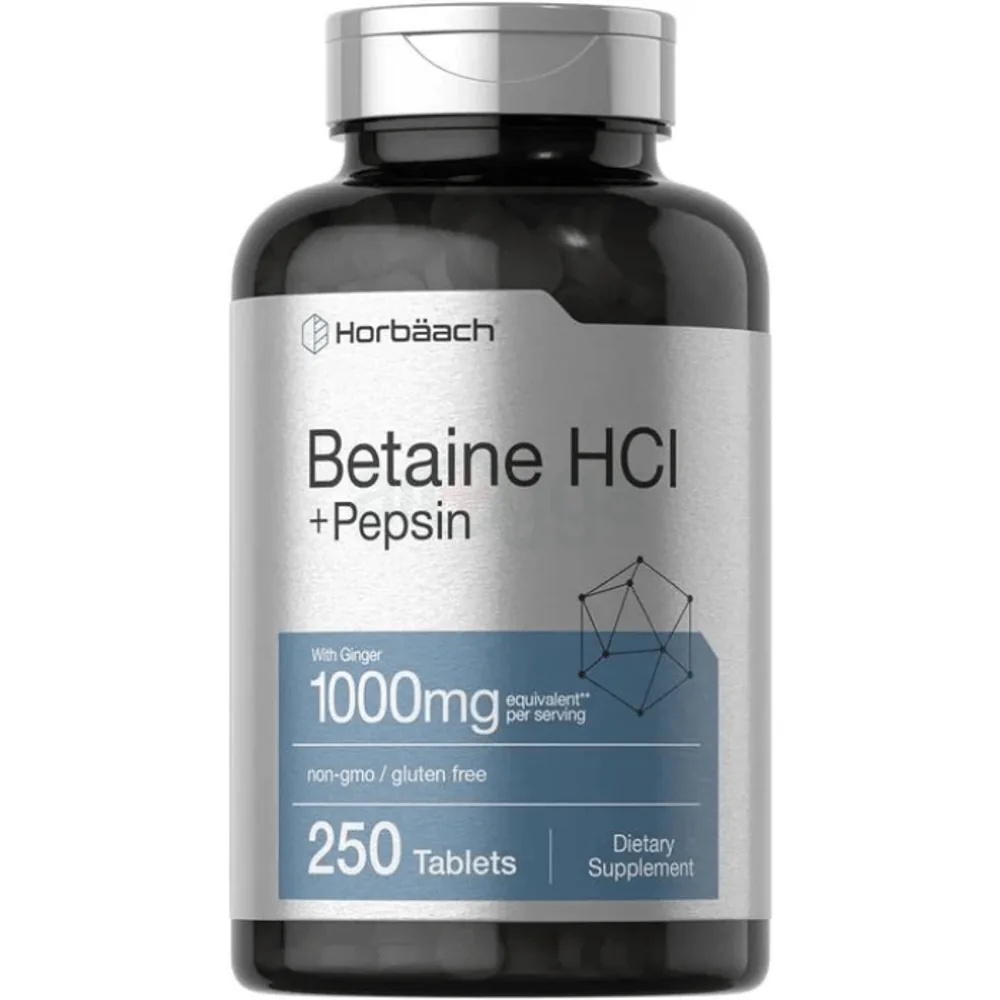 Horbäach
Betaine HCl
+Pepsin
With Ginger
1000mg equivalent**
per serving
non-gmo / gluten free
250 Tablets
Dietary
Supplement